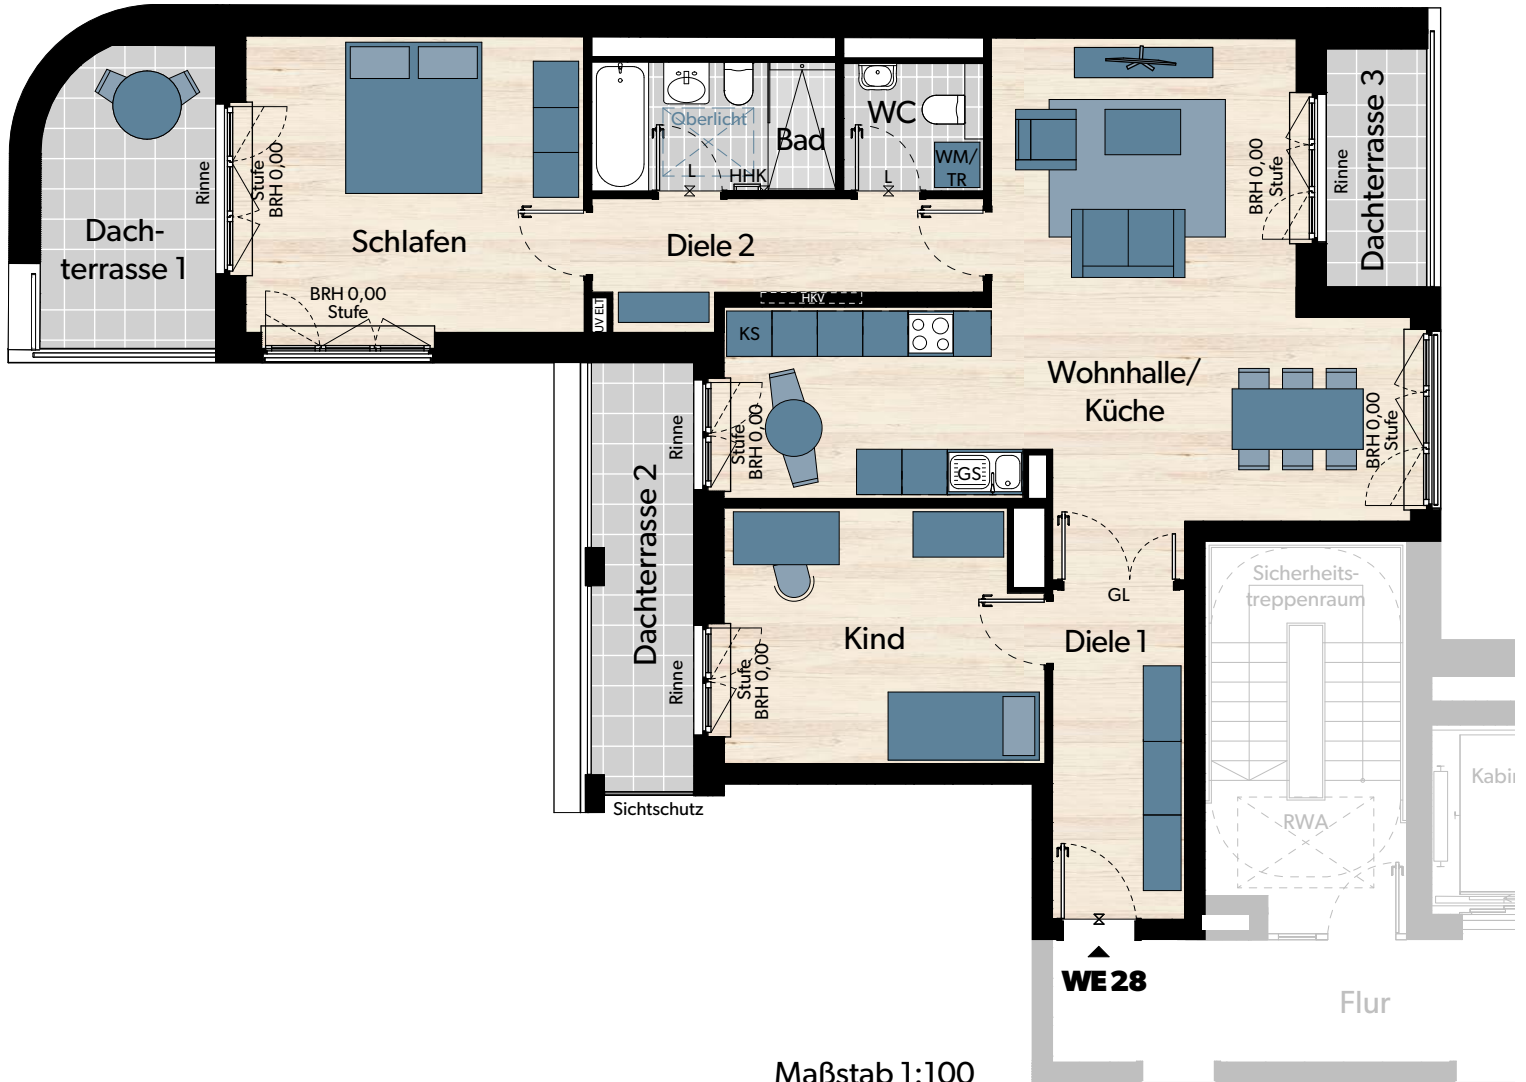 Dach-
terrasse 1
Rinne
Stufe
BRH 0,00
Schlafen
BRH 0,00
Stufe
Oberlicht
Bad
L
HHK
WC
WM/
TR
L
Diele 2
UV ELT
HKV
KS
Wohnhalle/
Küche
GS
BRH 0,00
Stufe
Rinne
Dachterrasse 3
BRH 0,00
Stufe
Rinne
Stufe
BRH 0,00
Dachterrasse 2
Rinne
Stufe
BRH 0,00
Sichtschutz
Kind
GL
Diele 1
Sicherheits-
treppenraum
RWA
Kabi
WE 28
Flur
Maßstab 1:100